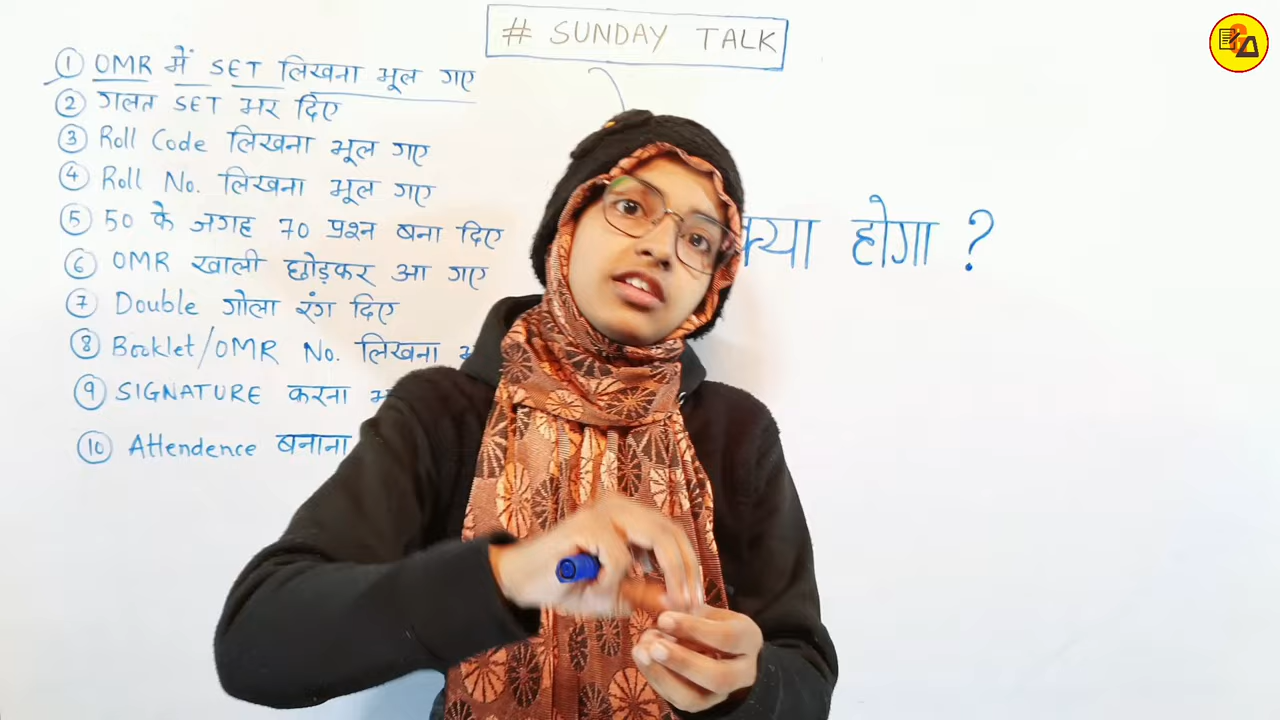 # SUNDAY TALK
① OMR में SET लिखना भूल गए
② गलत SET भर दिए
③ Roll Code लिखना भूल गए
④ Roll No. लिखना भूल गए
⑤ 50 के जगह 70 प्रश्न बना दिए
⑥ OMR खाली छोड़कर आ गए
⑦ Double गोला रंग दिए
⑧ Booklet/OMR No. लिखना
⑨ SIGNATURE करना
⑩ Attendence बनाना
क्या होगा ?